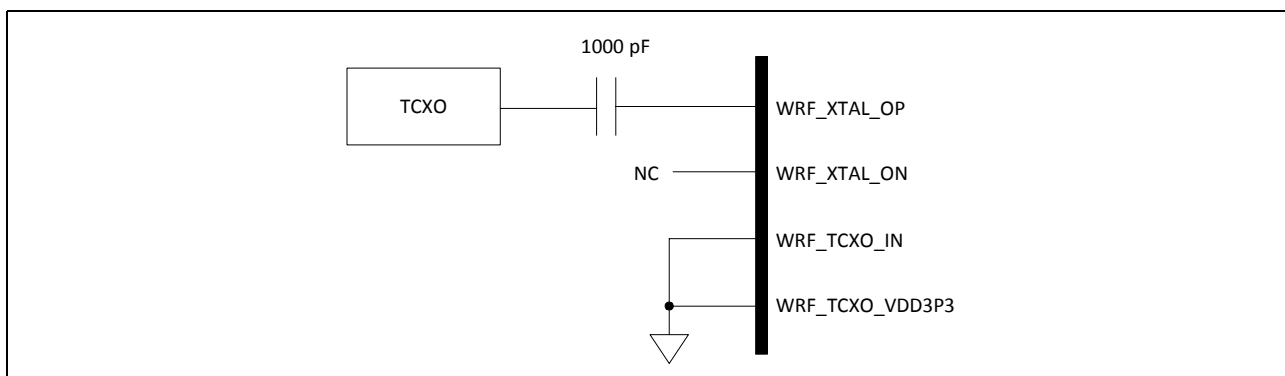 1000 pF
TCXO
WRF_XTAL_OP
NC
WRF_XTAL_ON
WRF_TCXO_IN
WRF_TCXO_VDD3P3